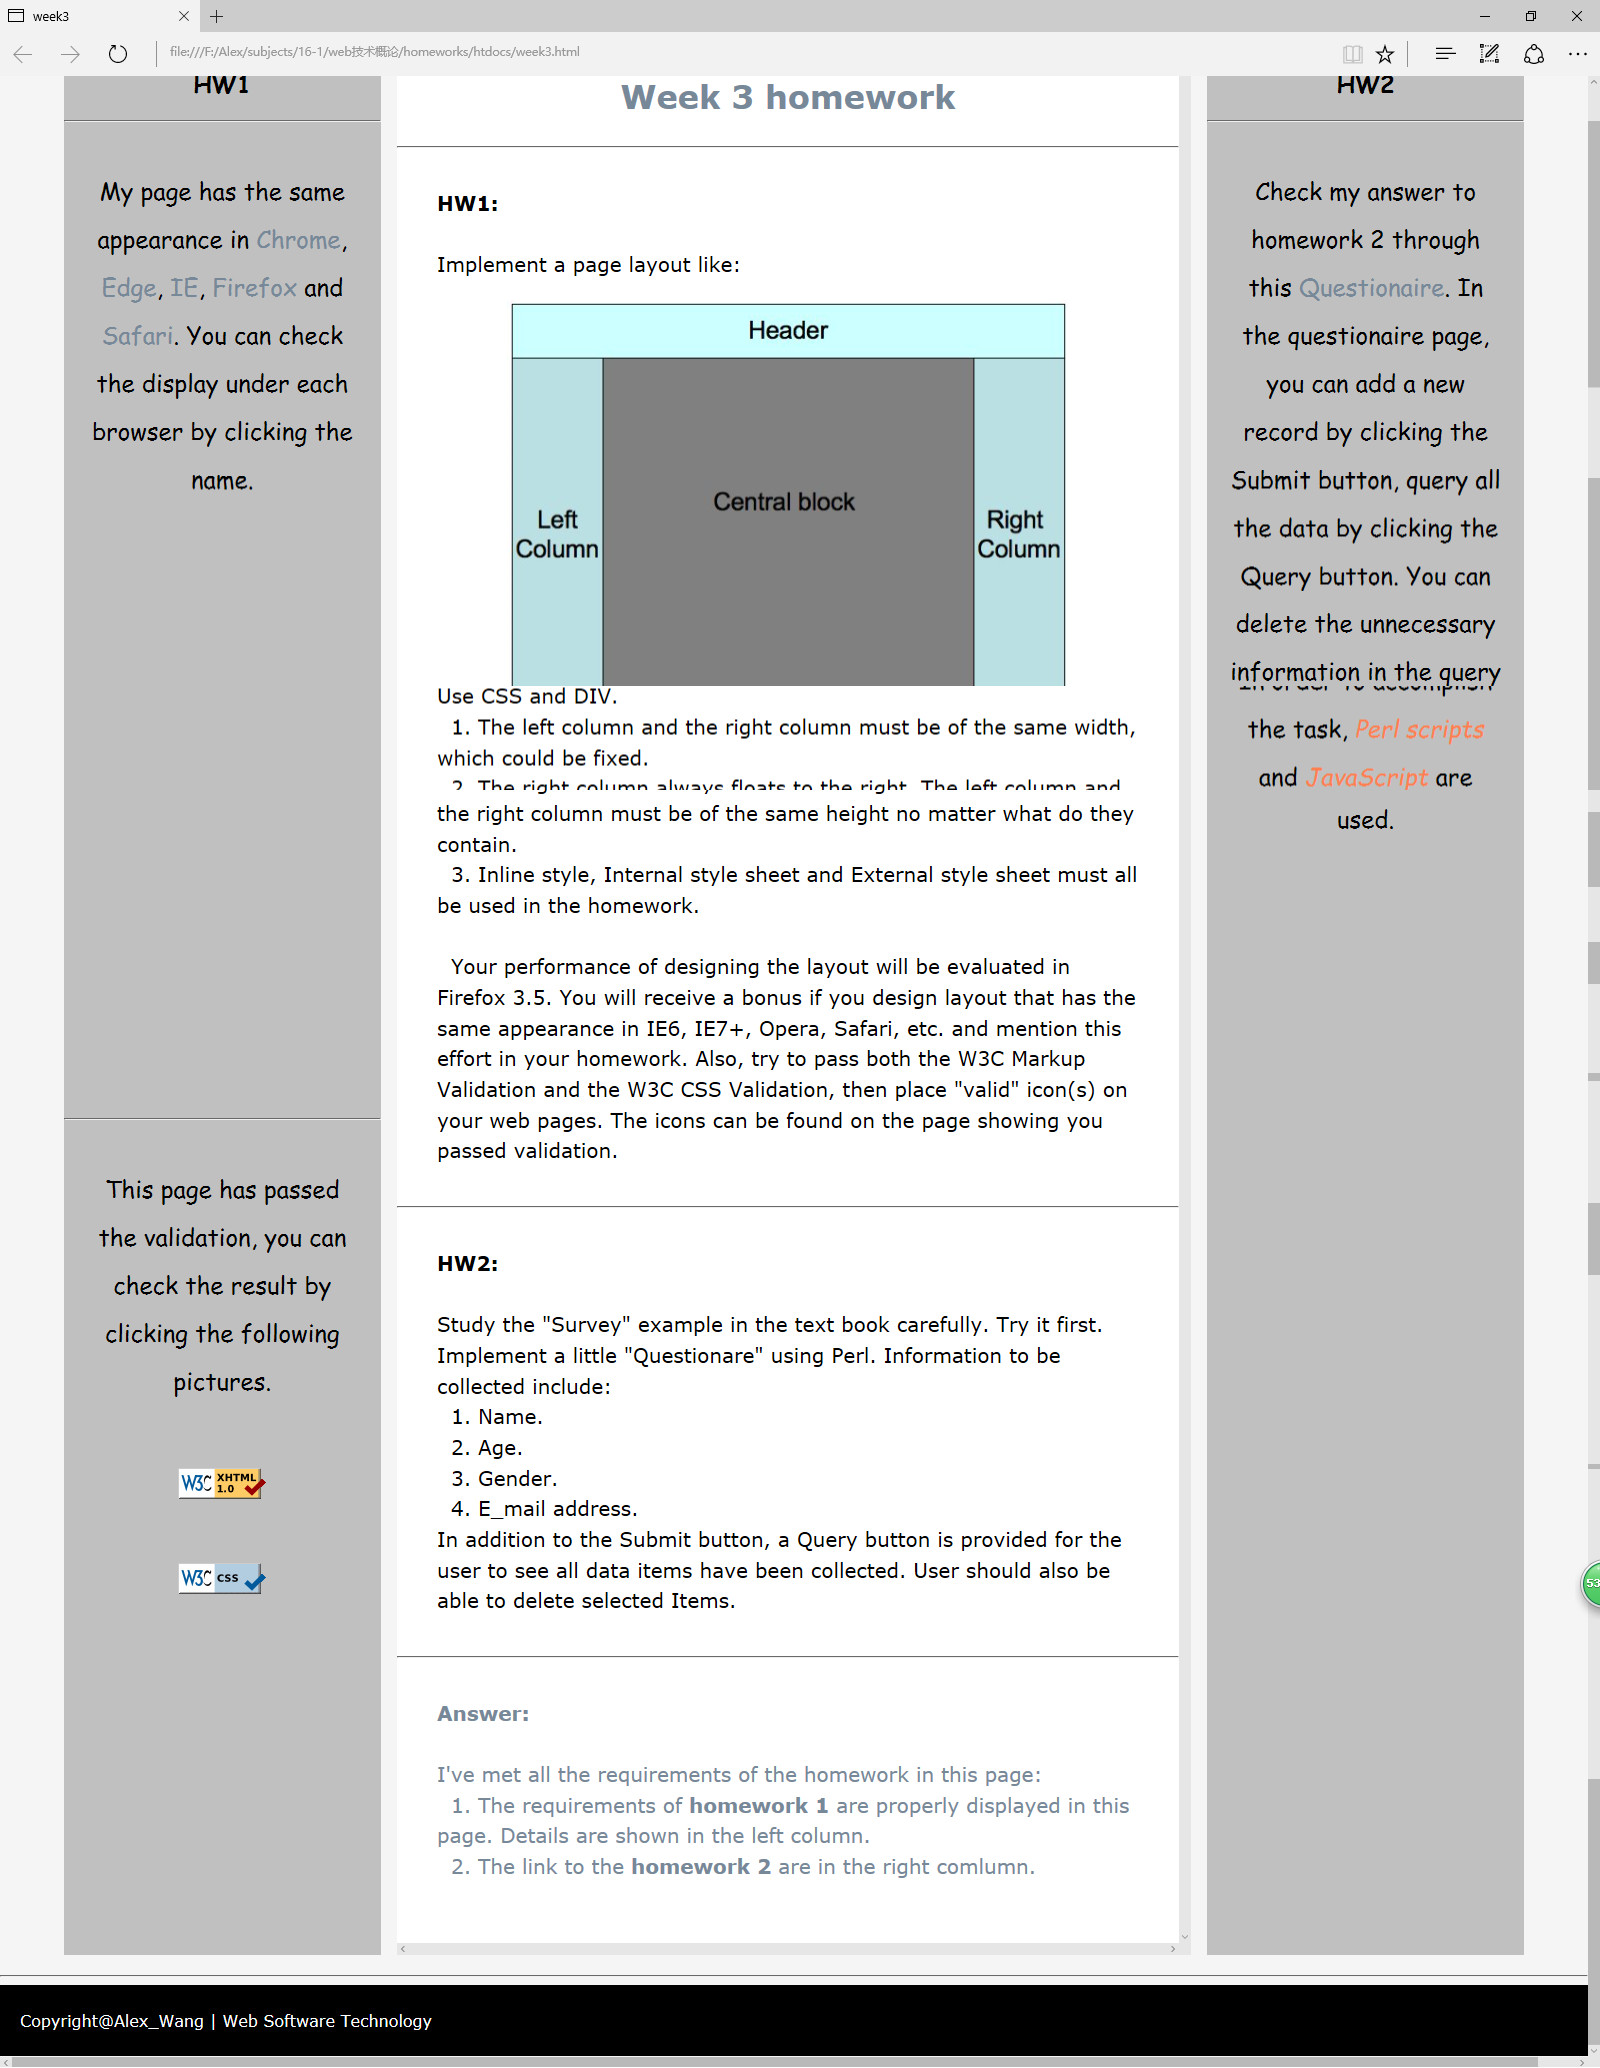 week3
file:///F:/Alex/subjects/16-1/web技术概论/homeworks/htdocs/week3.html
HW1
My page has the same
appearance in Chrome,
Edge, IE, Firefox and
Safari. You can check
the display under each
browser by clicking the
name.
This page has passed
the validation, you can
check the result by
clicking the following
pictures.
W3C XHTML 1.0
W3C css
Week 3 homework
HW1:
Implement a page layout like:
Header
Left
Column
Central block
Right
Column
Use CSS and DIV.
1. The left column and the right column must be of the same width,
which could be fixed.
2. The right column always floats to the right. The left column and
the right column must be of the same height no matter what do they
contain.
3. Inline style, Internal style sheet and External style sheet must all
be used in the homework.
Your performance of designing the layout will be evaluated in
Firefox 3.5. You will receive a bonus if you design layout that has the
same appearance in IE6, IE7+, Opera, Safari, etc. and mention this
effort in your homework. Also, try to pass both the W3C Markup
Validation and the W3C CSS Validation, then place "valid" icon(s) on
your web pages. The icons can be found on the page showing you
passed validation.
HW2:
Study the "Survey" example in the text book carefully. Try it first.
Implement a little "Questionare" using Perl. Information to be
collected include:
1. Name.
2. Age.
3. Gender.
4. E_mail address.
In addition to the Submit button, a Query button is provided for the
user to see all data items have been collected. User should also be
able to delete selected Items.
Answer:
I've met all the requirements of the homework in this page:
1. The requirements of homework 1 are properly displayed in this
page. Details are shown in the left column.
2. The link to the homework 2 are in the right comlumn.
HW2
Check my answer to
homework 2 through
this Questionaire. In
the questionaire page,
you can add a new
record by clicking the
Submit button, query all
the data by clicking the
Query button. You can
delete the unnecessary
information in the query
In order to accomplish
the task, Perl scripts
and JavaScript are
used.
53
Copyright@Alex_Wang | Web Software Technology